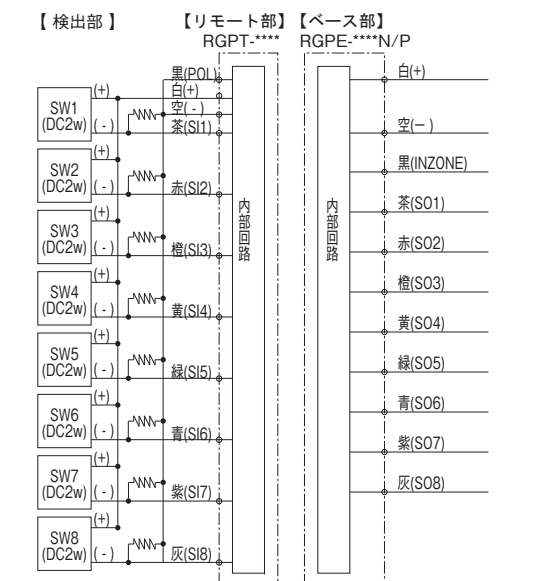 【 検出部 】
【リモート部】
【ベース部】
RGPT-****
RGPE-****N/P
黒(POL)
白(+)
空( - )
茶(SI1)
赤(SI2)
橙(SI3)
黄(SI4)
緑(SI5)
青(SI6)
紫(SI7)
灰(SI8)
SW1
(DC2w)
(+)
( - )
SW2
(DC2w)
(+)
( - )
SW3
(DC2w)
(+)
( - )
SW4
(DC2w)
(+)
( - )
SW5
(DC2w)
(+)
( - )
SW6
(DC2w)
(+)
( - )
SW7
(DC2w)
(+)
( - )
SW8
(DC2w)
(+)
( - )
内部回路
内部回路
白(+)
空(− )
黒(INZONE)
茶(SO1)
赤(SO2)
橙(SO3)
黄(SO4)
緑(SO5)
青(SO6)
紫(SO7)
灰(SO8)